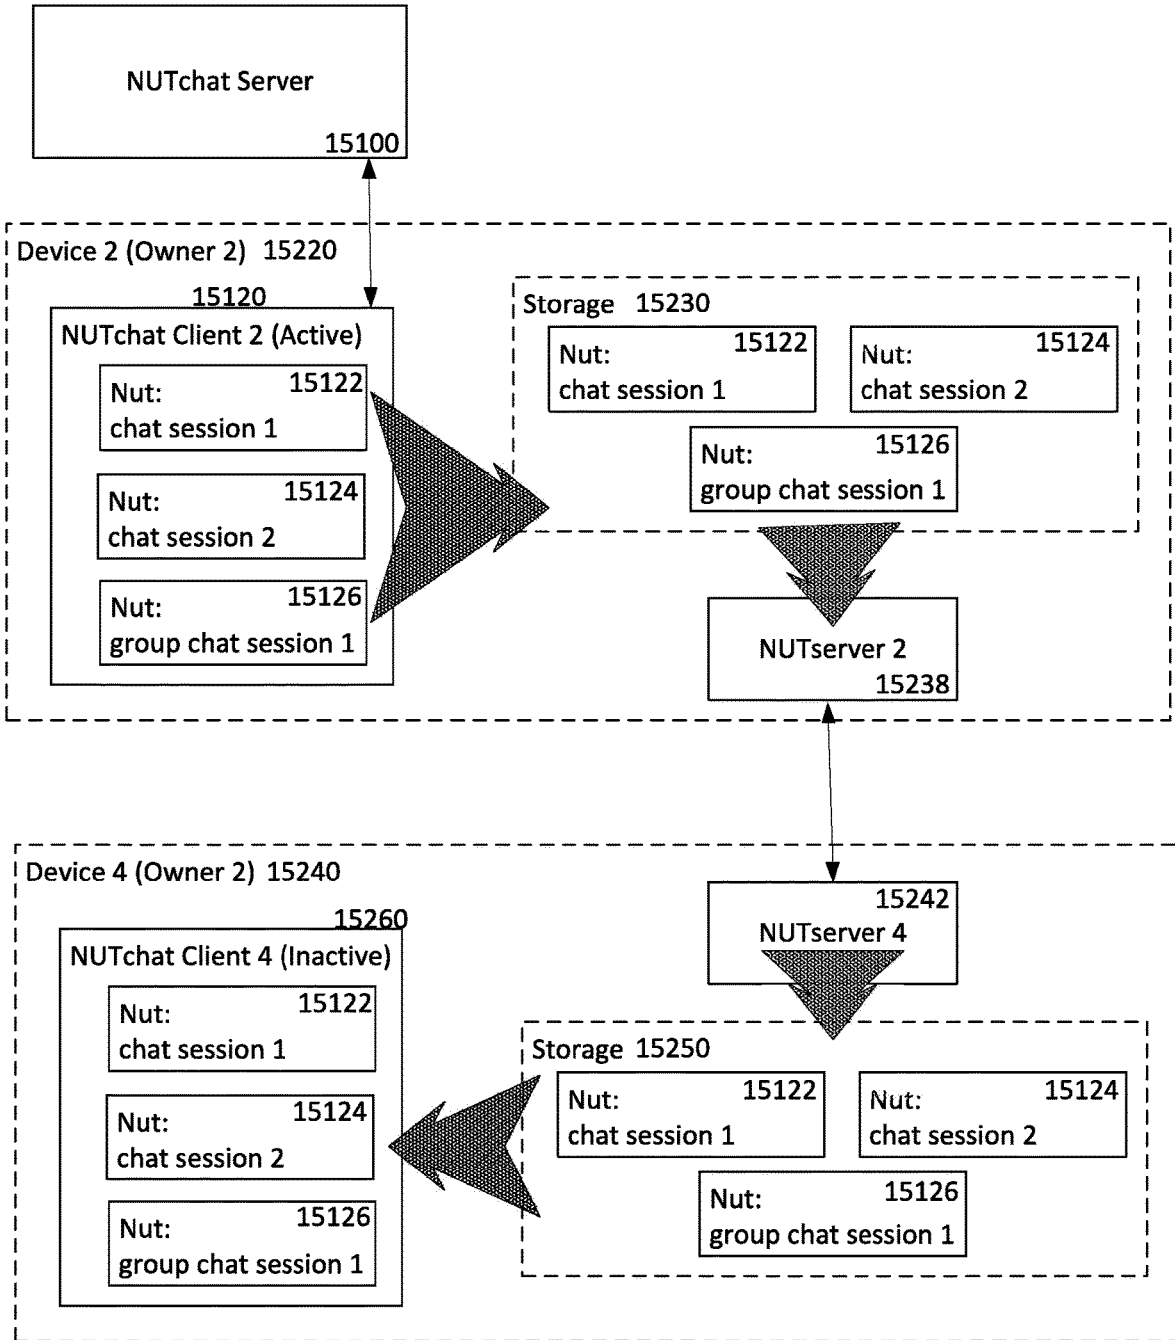 NUTchat Server
15100
Device 2 (Owner 2) 15220
15120
NUTchat Client 2 (Active)
Nut: 15122
chat session 1
Nut: 15124
chat session 2
Nut: 15126
group chat session 1
Storage 15230
Nut: 15122
chat session 1
Nut: 15124
chat session 2
Nut: 15126
group chat session 1
NUTserver 2
15238
Device 4 (Owner 2) 15240
15260
NUTchat Client 4 (Inactive)
Nut: 15122
chat session 1
Nut: 15124
chat session 2
Nut: 15126
group chat session 1
15242
NUTserver 4
Storage 15250
Nut: 15122
chat session 1
Nut: 15124
chat session 2
Nut: 15126
group chat session 1